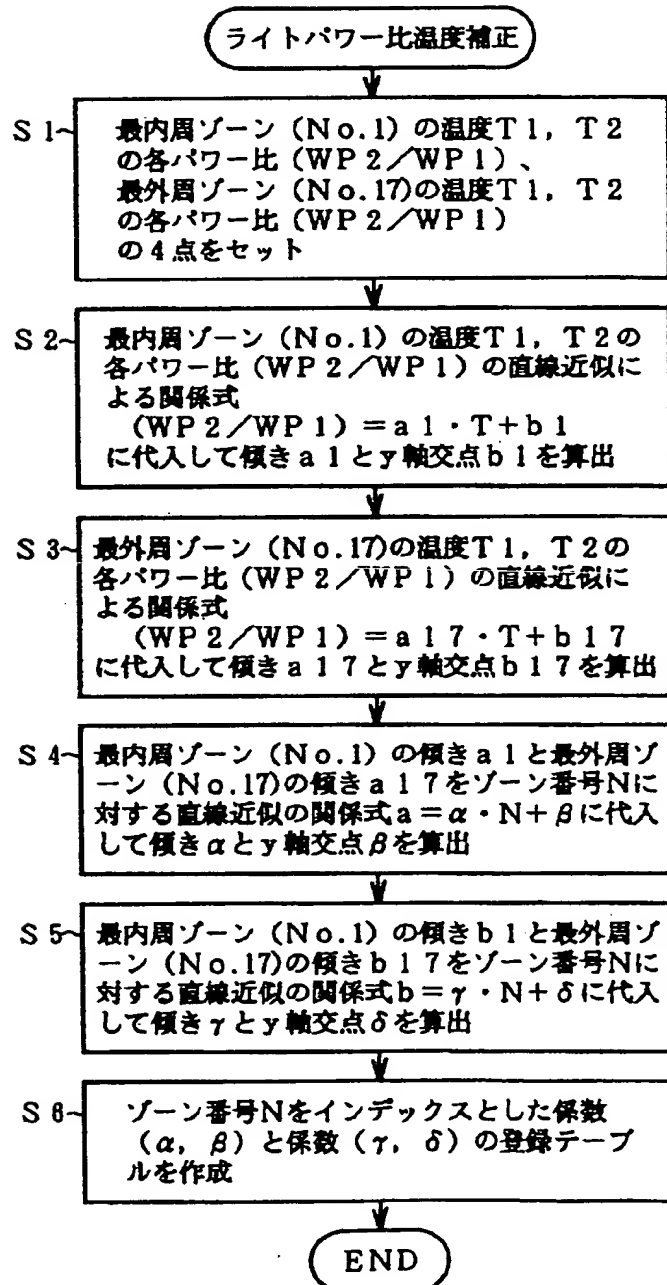 ライトパワー比温度補正
S1~
最内周ゾーン(No.1)の温度T1,T2
の各パワー比(WP2/WP1)、
最外周ゾーン(No.17)の温度T1,T2
の各パワー比(WP2/WP1)
の4点をセット
S2~
最内周ゾーン(No.1)の温度T1,T2の
各パワー比(WP2/WP1)の直線近似に
よる関係式
(WP2/WP1)=a1・T+b1
に代入して傾きa1とy軸交点b1を算出
S3~
最外周ゾーン(No.17)の温度T1,T2の
各パワー比(WP2/WP1)の直線近似に
よる関係式
(WP2/WP1)=a17・T+b17
に代入して傾きa17とy軸交点b17を算出
S4~
最内周ゾーン(No.1)の傾きa1と最外周ゾ
ーン(No.17)の傾きa17をゾーン番号Nに
対する直線近似の関係式a=α・N+βに代入
して傾きαとy軸交点βを算出
S5~
最内周ゾーン(No.1)の傾きb1と最外周ゾ
ーン(No.17)の傾きb17をゾーン番号Nに
対する直線近似の関係式b=γ・N+δに代入
して傾きγとy軸交点δを算出
S6~
ゾーン番号Nをインデックスとした係数
(α,β)と係数(γ,δ)の登録テーブ
ルを作成
END